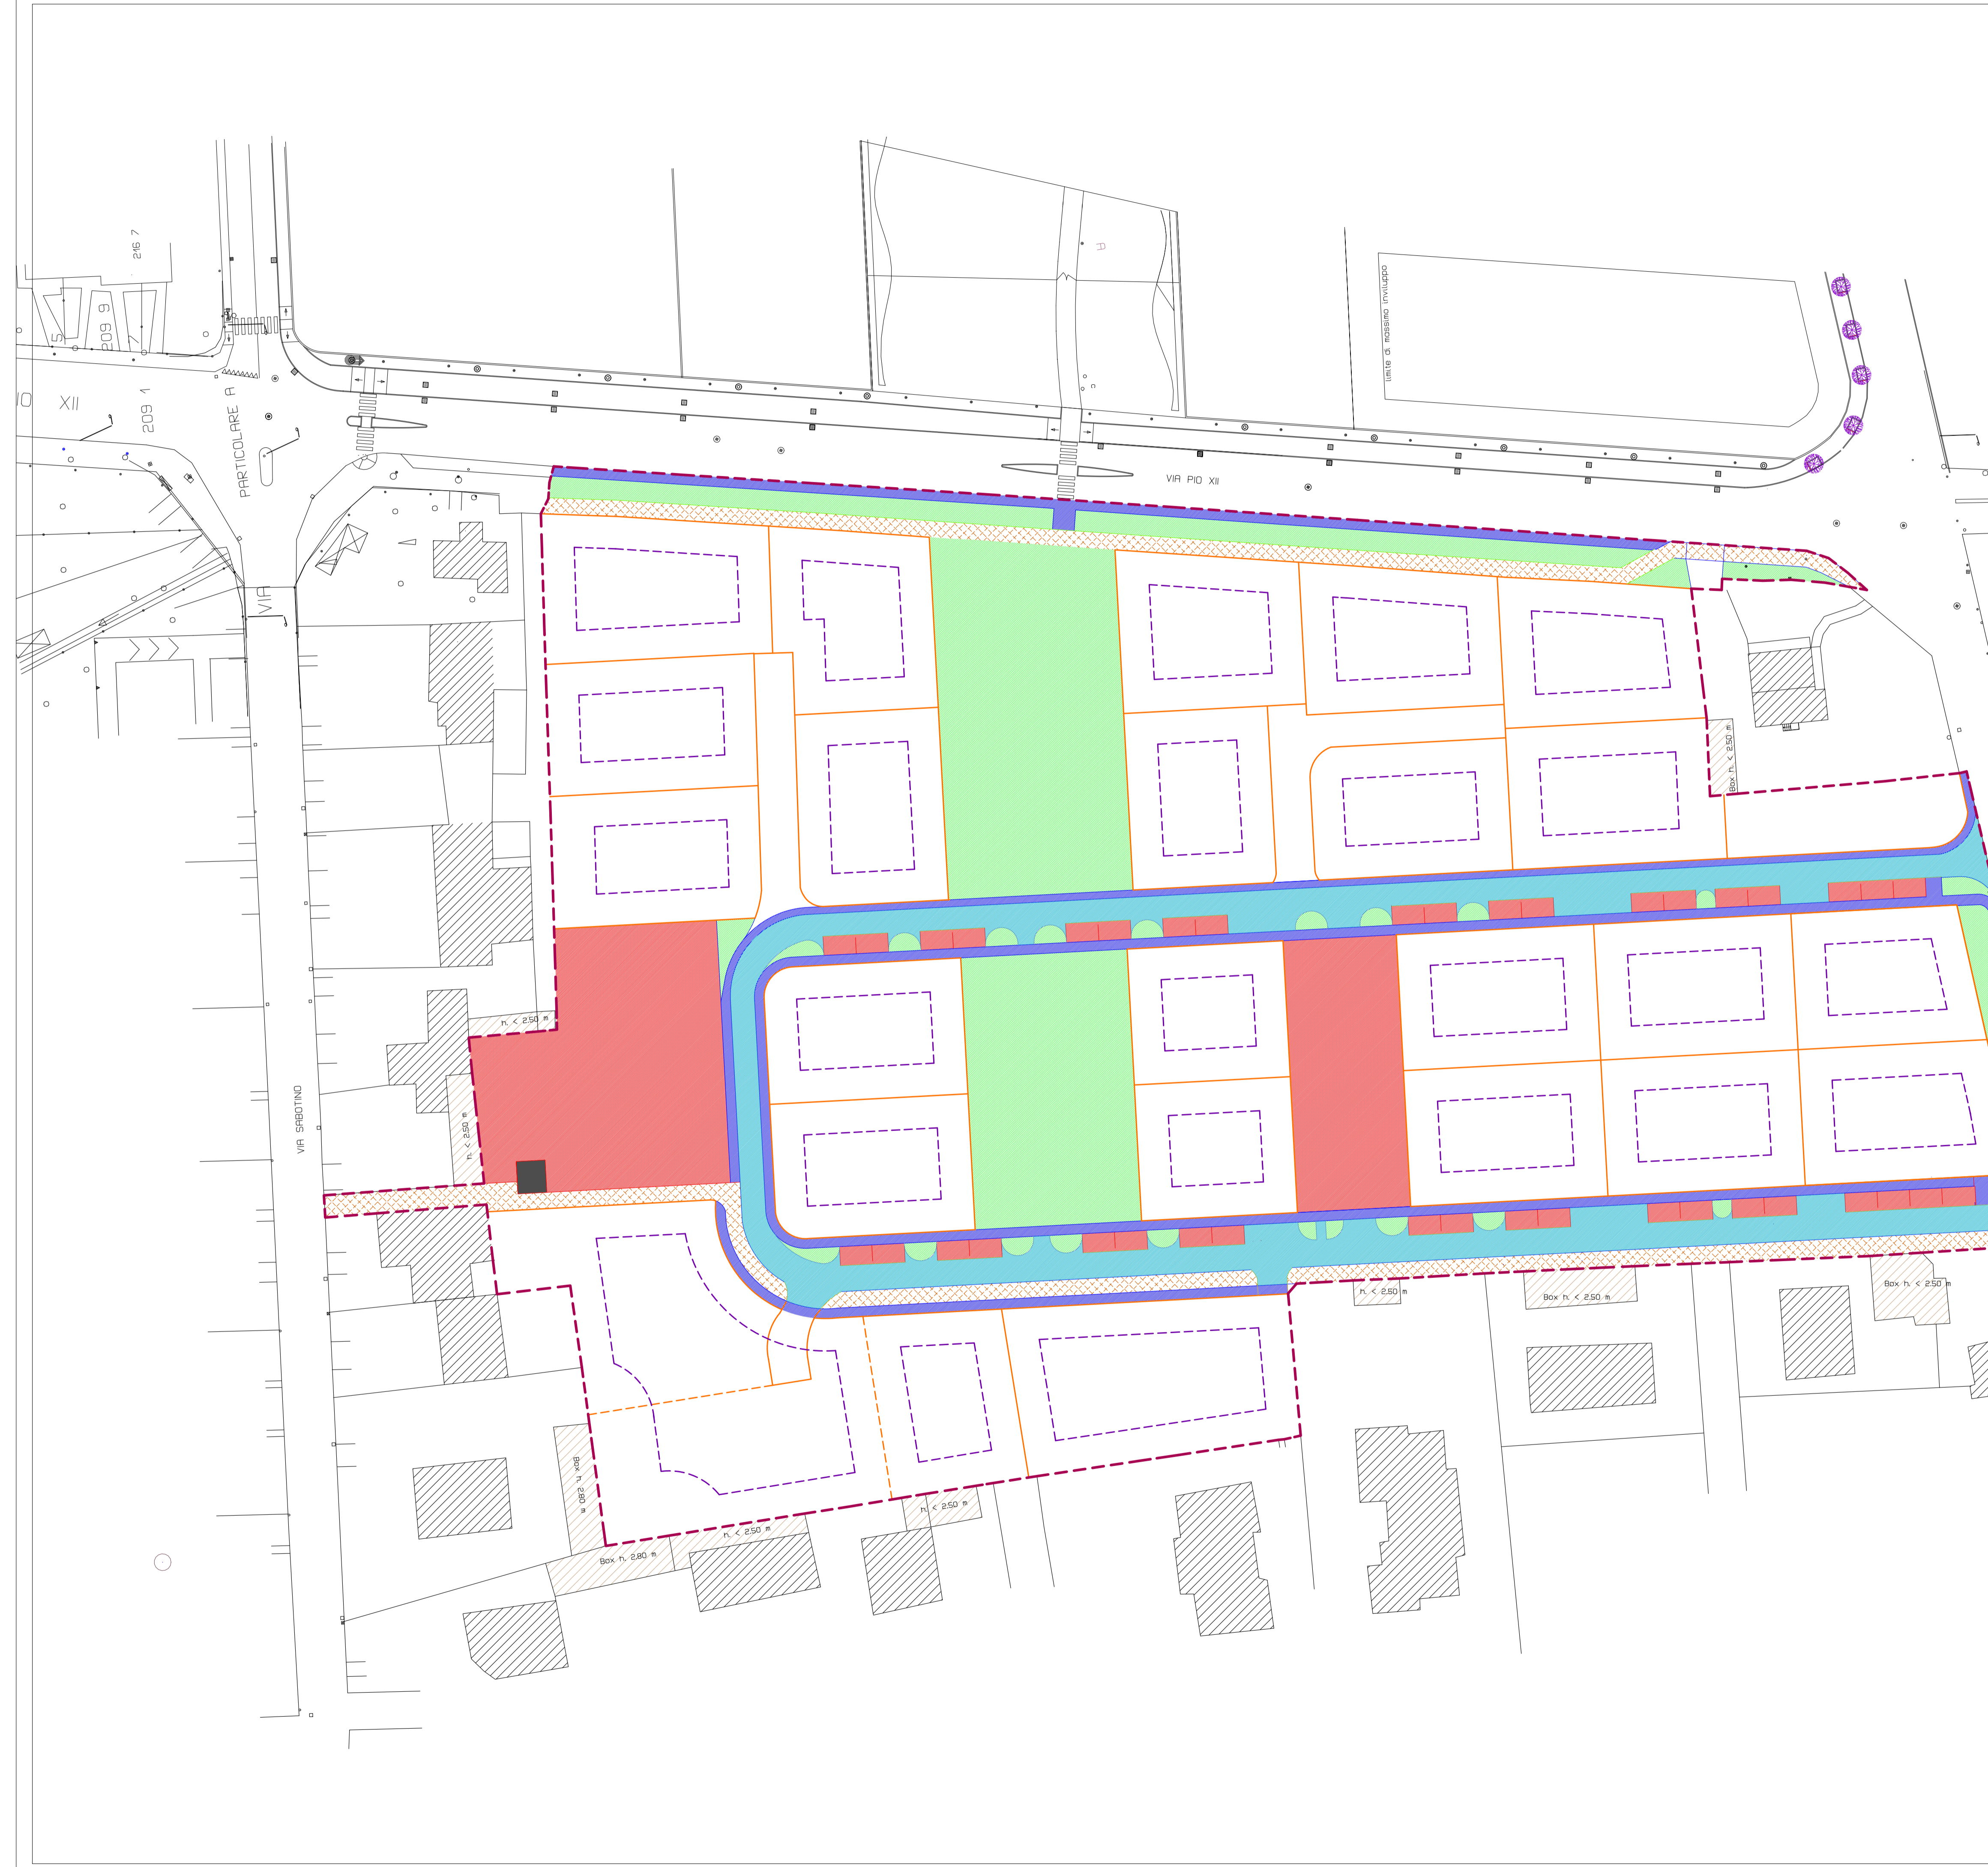 216 7
209 9
5
XII
209 1
PARTICOLARE A
VIA
limite di massimo inviluppo
VIA PIO XII
Box h. < 2.50 m
h. < 2.50 m
h. < 2.50 m
VIA SABOTINO
h. < 2.50 m
Box h. < 2.50 m
Box h. < 2.50 m
Box h. 2.80 m
h. < 2.50 m
h. < 2.50 m
Box h. 2.80 m